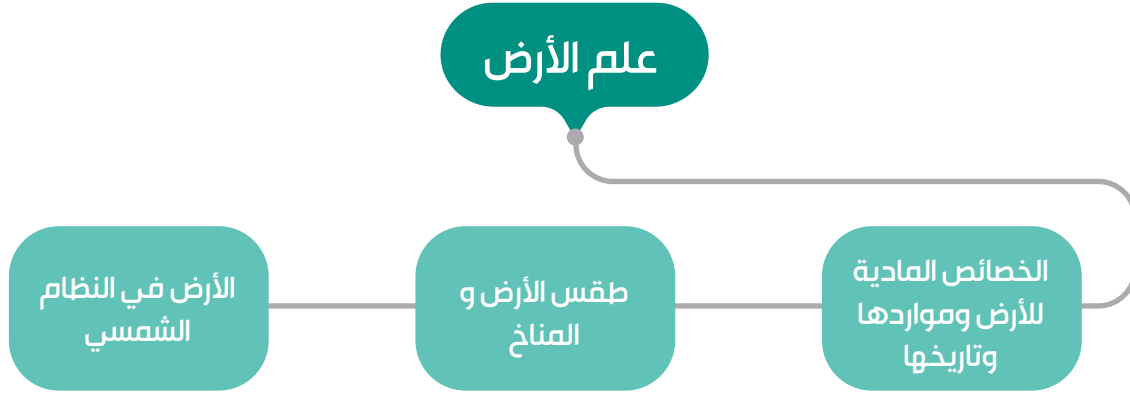 علم الأرض
الخصائص المادية
للأرض ومواردها
وتاريخها
طقس الأرض و
المناخ
الأرض في النظام
الشمسي